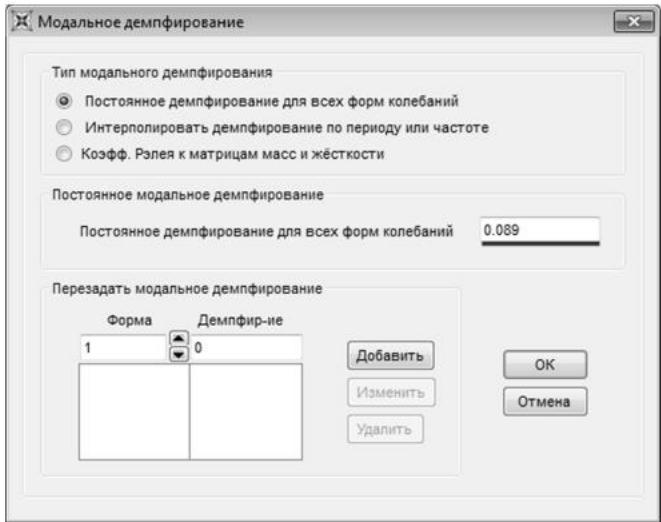 Модальное демпфирование
Тип модального демпфирования
Постоянное демпфирование для всех форм колебаний
Интерполировать демпфирование по периоду или частоте
Коэфф. Рэлея к матрицам масс и жёсткости
Постоянное модальное демпфирование
Постоянное демпфирование для всех форм колебаний 0.089
Перезадать модальное демпфирование
Форма Демпфир-ие
1 0
Добавить
Изменить
Удалить
ОК
Отмена